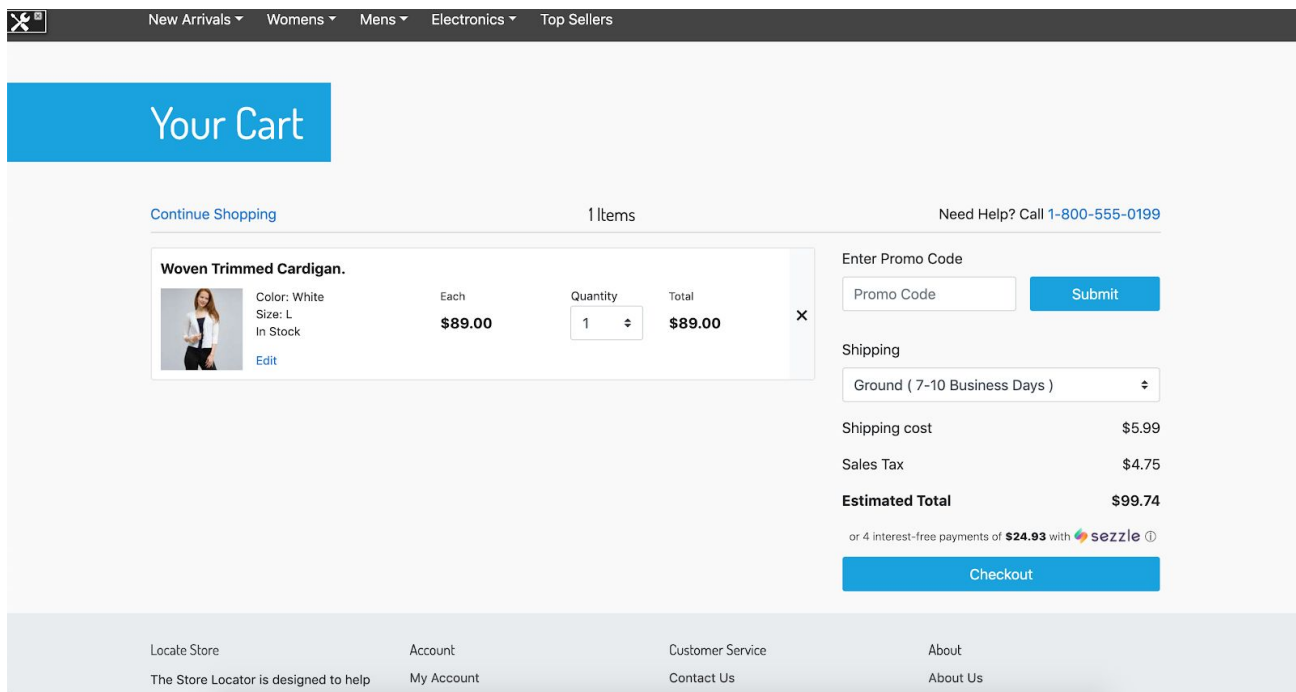 New Arrivals Womens Mens Electronics Top Sellers
Your Cart
Continue Shopping 1 Items Need Help? Call 1-800-555-0199
Woven Trimmed Cardigan.
Color: White
Size: L
In Stock
Edit
Each
$89.00
Quantity
1
Total
$89.00
Enter Promo Code
Promo Code Submit
Shipping
Ground ( 7-10 Business Days )
Shipping cost $5.99
Sales Tax $4.75
Estimated Total $99.74
or 4 interest-free payments of $24.93 with sezzle
Checkout
Locate Store Account Customer Service About
The Store Locator is designed to help My Account Contact Us About Us